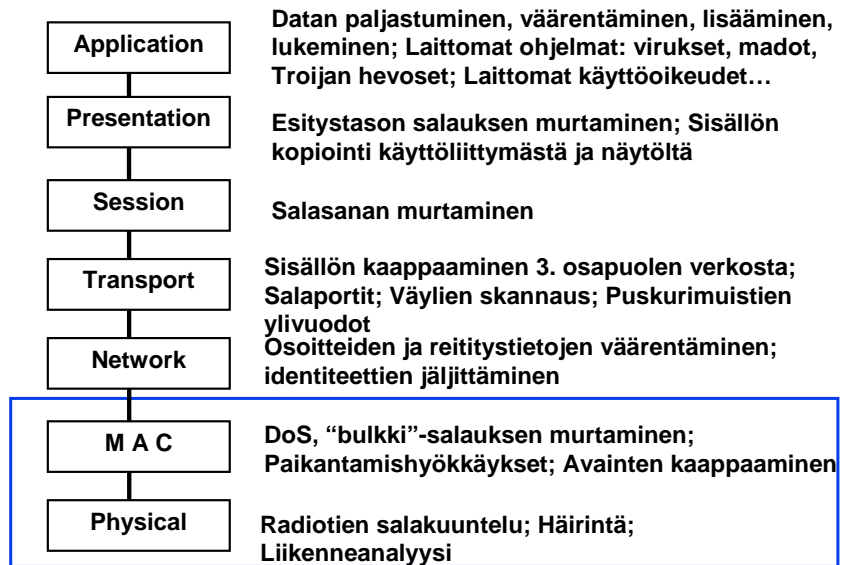 Application
Datan paljastuminen, väärentäminen, lisääminen,
lukeminen; Laittomat ohjelmat: virukset, madot,
Troijan hevoset; Laittomat käyttöoikeudet…
Presentation
Esitystason salauksen murtaminen; Sisällön
kopiointi käyttöliittymästä ja näytöltä
Session
Salasanan murtaminen
Transport
Sisällön kaappaaminen 3. osapuolen verkosta;
Salaportit; Väylien skannaus; Puskurimuistien
ylivuodot
Network
Osoitteiden ja reititystietojen väärentäminen;
identiteettien jäljittäminen
M A C
DoS, “bulkki”-salauksen murtaminen;
Paikantamishyökkäykset; Avainten kaappaaminen
Physical
Radiotien salakuuntelu; Häirintä;
Liikenneanalyysi